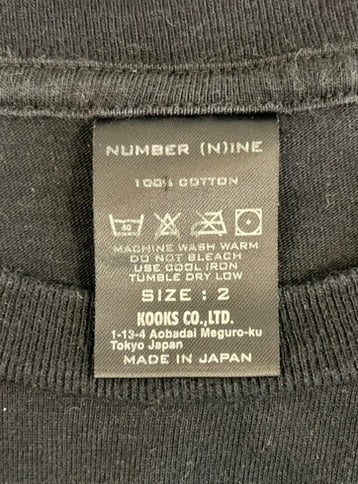 NUMBER (N)INE
100% COTTON
40
MACHINE WASH WARM
DO NOT BLEACH
USE COOL IRON
TUMBLE DRY LOW
SIZE : 2
KOOKS CO.,LTD.
1-13-4 Aobadai Meguro-ku
Tokyo Japan
MADE IN JAPAN